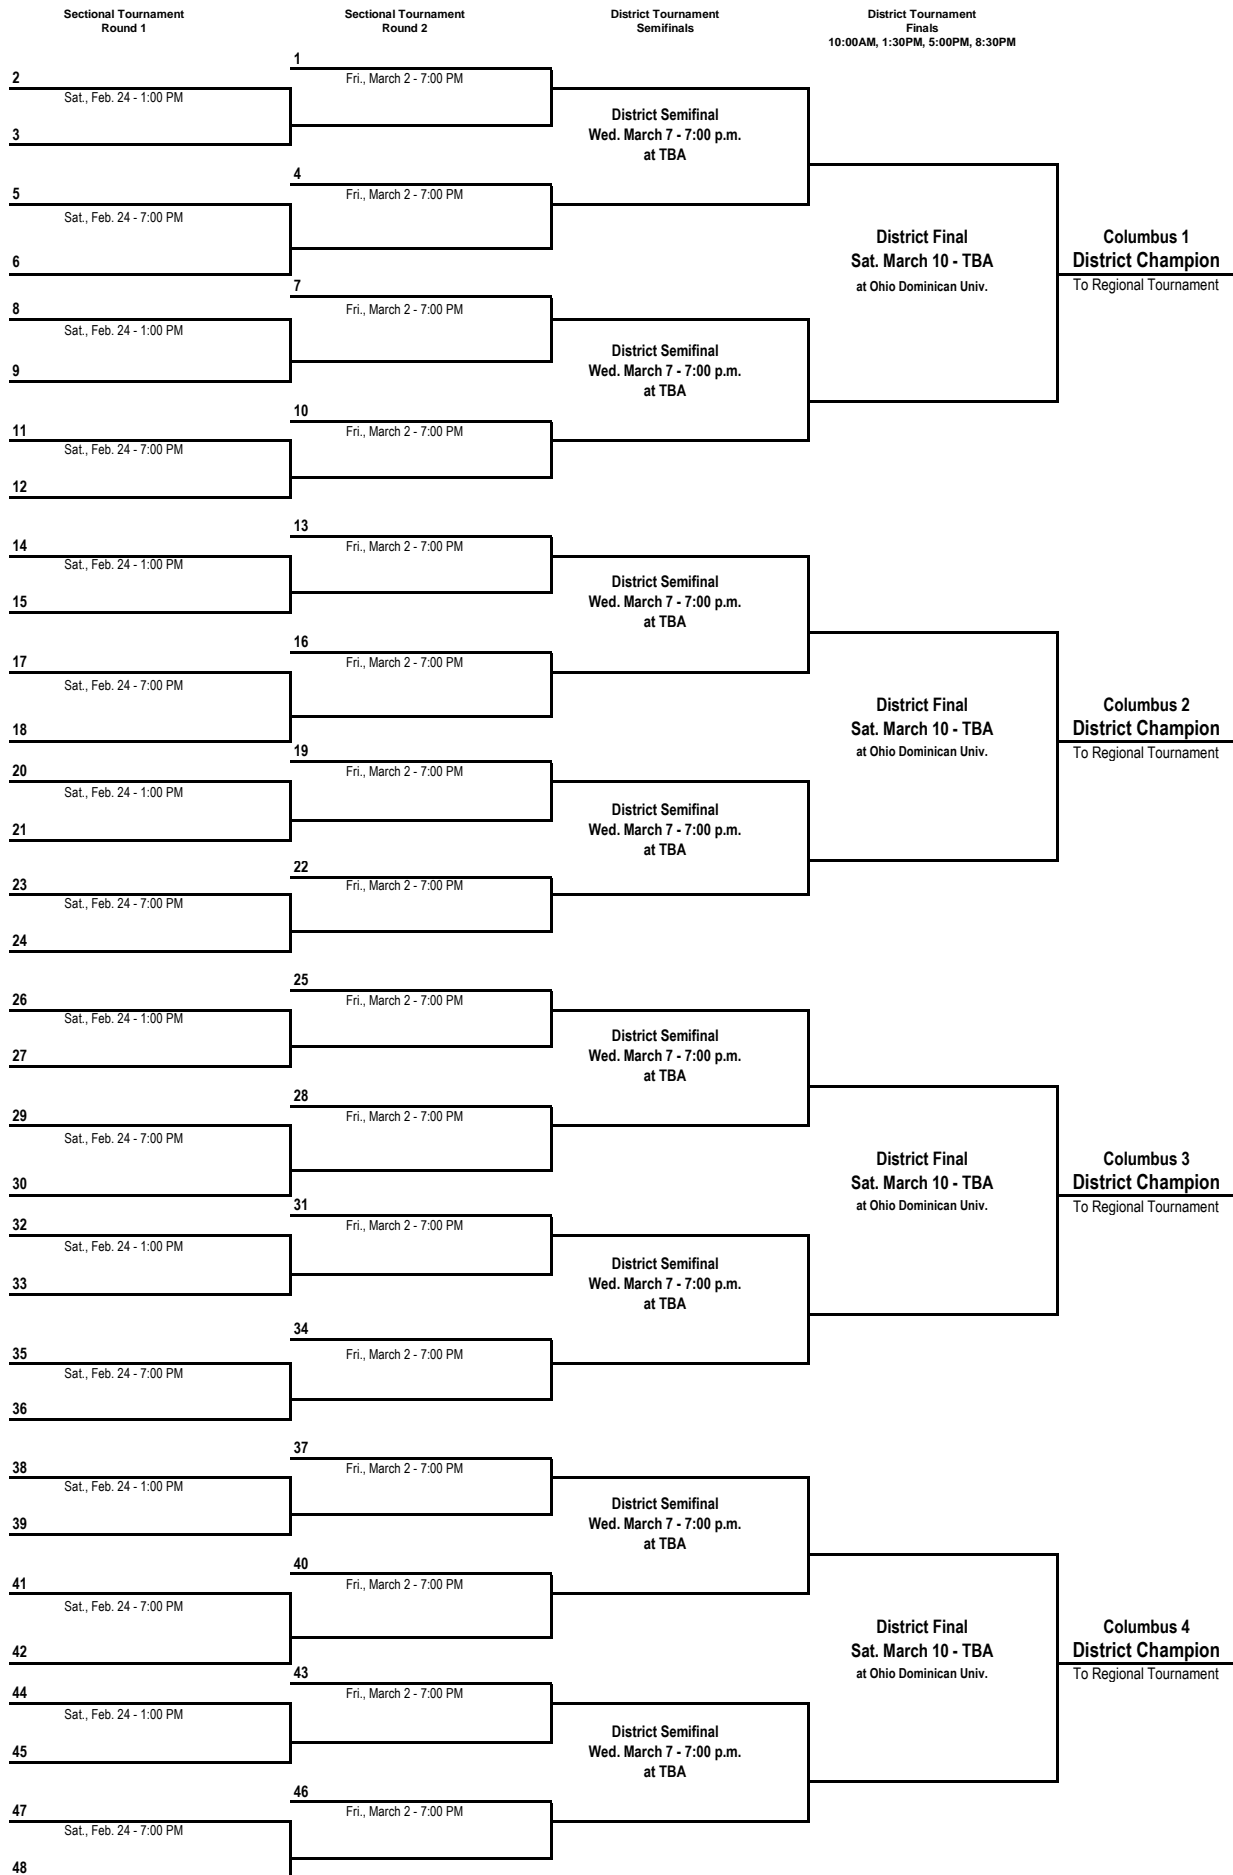 Sectional Tournament
Round 1
Sectional Tournament
Round 2
District Tournament
Semifinals
District Tournament
Finals
10:00AM, 1:30PM, 5:00PM, 8:30PM
1
2
Fri., March 2 - 7:00 PM
Sat., Feb. 24 - 1:00 PM
District Semifinal
Wed. March 7 - 7:00 p.m.
at TBA
3
4
5
Fri., March 2 - 7:00 PM
Sat., Feb. 24 - 7:00 PM
District Final
Sat. March 10 - TBA
at Ohio Dominican Univ.
Columbus 1
District Champion
To Regional Tournament
6
7
8
Fri., March 2 - 7:00 PM
Sat., Feb. 24 - 1:00 PM
District Semifinal
Wed. March 7 - 7:00 p.m.
at TBA
9
10
11
Fri., March 2 - 7:00 PM
Sat., Feb. 24 - 7:00 PM
12
13
14
Fri., March 2 - 7:00 PM
Sat., Feb. 24 - 1:00 PM
District Semifinal
Wed. March 7 - 7:00 p.m.
at TBA
15
16
17
Fri., March 2 - 7:00 PM
Sat., Feb. 24 - 7:00 PM
District Final
Sat. March 10 - TBA
at Ohio Dominican Univ.
Columbus 2
District Champion
To Regional Tournament
18
19
20
Fri., March 2 - 7:00 PM
Sat., Feb. 24 - 1:00 PM
District Semifinal
Wed. March 7 - 7:00 p.m.
at TBA
21
22
23
Fri., March 2 - 7:00 PM
Sat., Feb. 24 - 7:00 PM
24
25
26
Fri., March 2 - 7:00 PM
Sat., Feb. 24 - 1:00 PM
District Semifinal
Wed. March 7 - 7:00 p.m.
at TBA
27
28
29
Fri., March 2 - 7:00 PM
Sat., Feb. 24 - 7:00 PM
District Final
Sat. March 10 - TBA
at Ohio Dominican Univ.
Columbus 3
District Champion
To Regional Tournament
30
31
32
Fri., March 2 - 7:00 PM
Sat., Feb. 24 - 1:00 PM
District Semifinal
Wed. March 7 - 7:00 p.m.
at TBA
33
34
35
Fri., March 2 - 7:00 PM
Sat., Feb. 24 - 7:00 PM
36
37
38
Fri., March 2 - 7:00 PM
Sat., Feb. 24 - 1:00 PM
District Semifinal
Wed. March 7 - 7:00 p.m.
at TBA
39
40
41
Fri., March 2 - 7:00 PM
Sat., Feb. 24 - 7:00 PM
District Final
Sat. March 10 - TBA
at Ohio Dominican Univ.
Columbus 4
District Champion
To Regional Tournament
42
43
44
Fri., March 2 - 7:00 PM
Sat., Feb. 24 - 1:00 PM
District Semifinal
Wed. March 7 - 7:00 p.m.
at TBA
45
46
47
Fri., March 2 - 7:00 PM
Sat., Feb. 24 - 7:00 PM
48